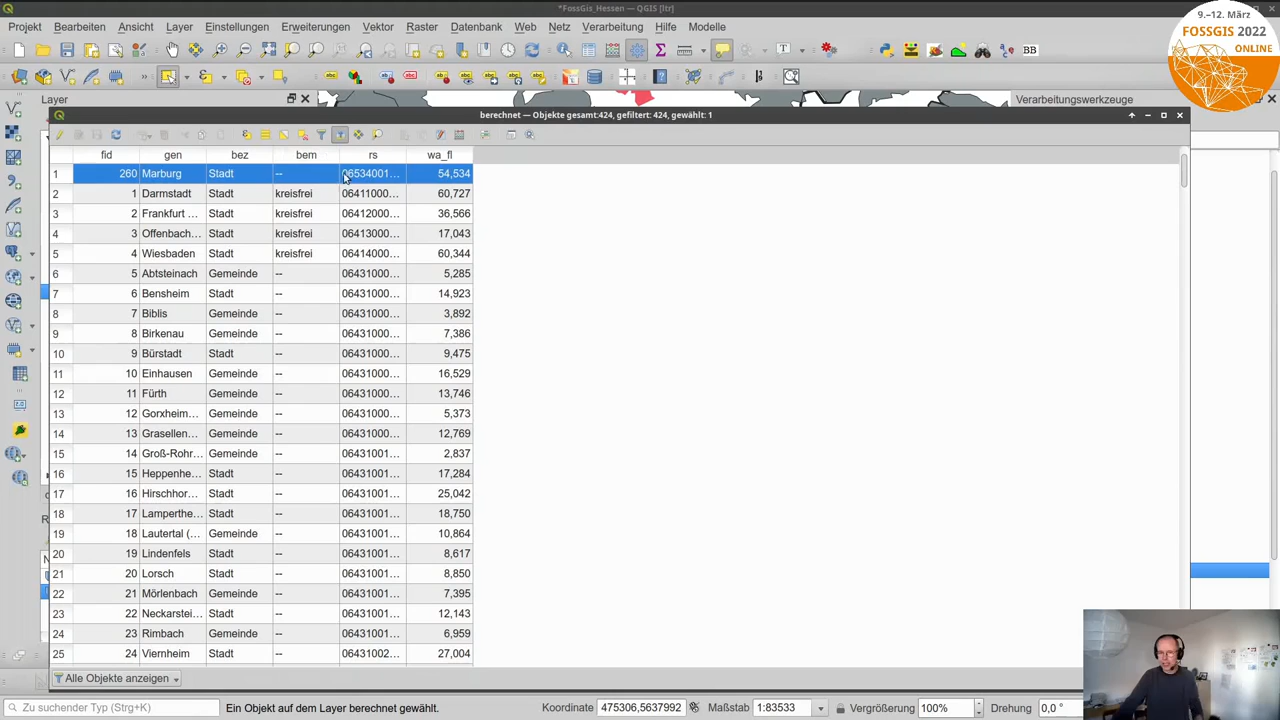 *FossGis_Hessen — QGIS [ltr]
Projekt Bearbeiten Ansicht Layer Einstellungen Erweiterungen Vektor Raster Datenbank Web Netz Verarbeitung Hilfe Modelle
9.–12. März
FOSSGIS 2022
ONLINE
BB
Layer
Verarbeitungswerkzeuge
berechnet — Objekte gesamt:424, gefiltert: 424, gewählt: 1
fid gen bez bem rs wa_fl
1 260 Marburg Stadt -- 06534001... 54,534
2 1 Darmstadt Stadt kreisfrei 06411000... 60,727
3 2 Frankfurt ... Stadt kreisfrei 06412000... 36,566
4 3 Offenbach... Stadt kreisfrei 06413000... 17,043
5 4 Wiesbaden Stadt kreisfrei 06414000... 60,344
6 5 Abtsteinach Gemeinde -- 06431000... 5,285
7 6 Bensheim Stadt -- 06431000... 14,923
8 7 Biblis Gemeinde -- 06431000... 3,892
9 8 Birkenau Gemeinde -- 06431000... 7,386
10 9 Bürstadt Stadt -- 06431000... 9,475
11 10 Einhausen Gemeinde -- 06431000... 16,529
12 11 Fürth Gemeinde -- 06431000... 13,746
13 12 Gorxheim... Gemeinde -- 06431000... 5,373
14 13 Grasellen... Gemeinde -- 06431000... 12,769
15 14 Groß-Rohr... Gemeinde -- 06431001... 2,837
16 15 Heppenhe... Stadt -- 06431001... 17,284
17 16 Hirschhor... Stadt -- 06431001... 25,042
18 17 Lamperthe... Stadt -- 06431001... 18,750
19 18 Lautertal (... Gemeinde -- 06431001... 10,864
20 19 Lindenfels Stadt -- 06431001... 8,617
21 20 Lorsch Stadt -- 06431001... 8,850
22 21 Mörlenbach Gemeinde -- 06431001... 7,395
23 22 Neckarstei... Stadt -- 06431001... 12,143
24 23 Rimbach Gemeinde -- 06431001... 6,959
25 24 Viernheim Stadt -- 06431002... 27,004
Alle Objekte anzeigen
Zu suchender Typ (Strg+K) Ein Objekt auf dem Layer berechnet gewählt. Koordinate 475306,5637992 Maßstab 1:83533 Vergrößerung 100% Drehung 0,0 °